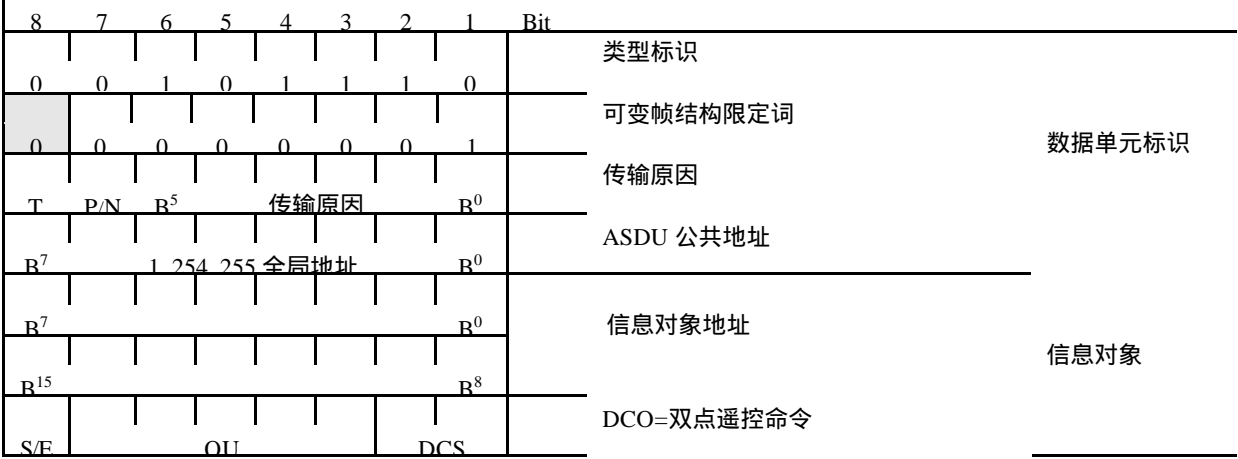 8 7 6 5 4 3 2 1 Bit
类型标识
0 0 1 0 1 1 1 0
可变帧结构限定词
0 0 0 0 0 0 0 1
数据单元标识
传输原因
T P/N B⁵ 传输原因 B⁰
ASDU 公共地址
B⁷ 1 254 255 全局地址 B⁰
B⁷ B⁰
信息对象地址
信息对象
B¹⁵ B⁸
DCO=双点遥控命令
S/E QU DCS